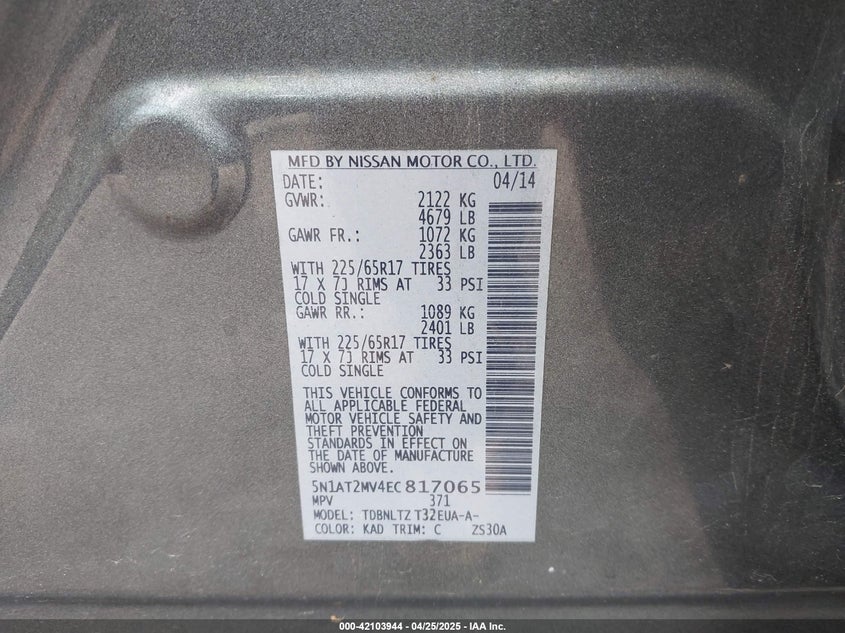 MFD BY NISSAN MOTOR CO., LTD.
DATE: 04/14
GVWR: 2122 KG
4679 LB
GAWR FR.: 1072 KG
2363 LB
WITH 225/65R17 TIRES
17 X 7J RIMS AT 33 PSI
COLD SINGLE
GAWR RR.: 1089 KG
2401 LB
WITH 225/65R17 TIRES
17 X 7J RIMS AT 33 PSI
COLD SINGLE
THIS VEHICLE CONFORMS TO
ALL APPLICABLE FEDERAL
MOTOR VEHICLE SAFETY AND
THEFT PREVENTION
STANDARDS IN EFFECT ON
THE DATE OF MANUFACTURE
SHOWN ABOVE.
5N1AT2MV4EC817065
MPV 371
MODEL: TDBNLTZ T32EUA-A-
COLOR: KAD TRIM: C ZS30A
000-42103944 - 04/25/2025 - IAA Inc.